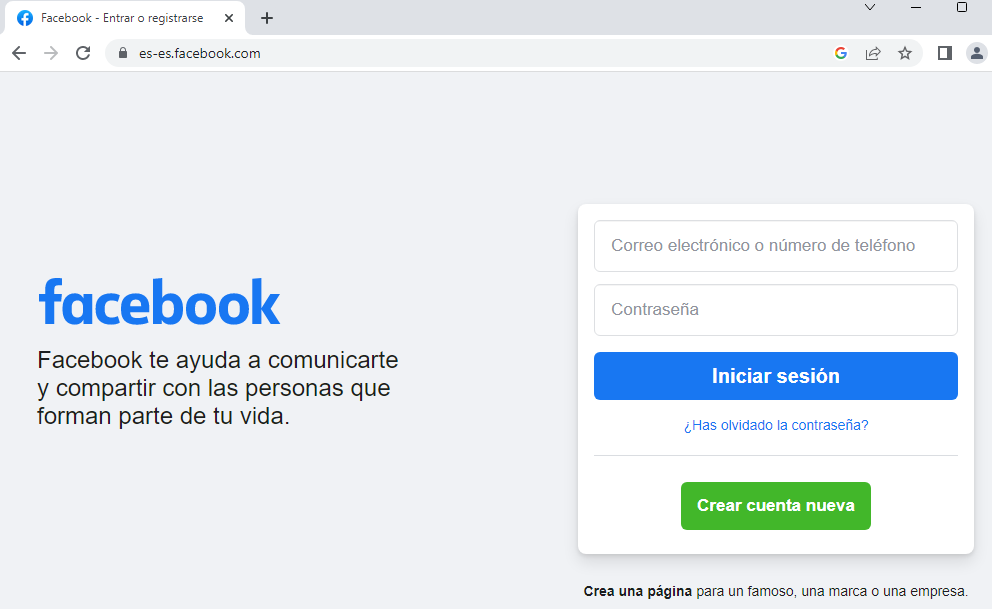 Facebook - Entrar o registrarse
es-es.facebook.com
facebook
Facebook te ayuda a comunicarte
y compartir con las personas que
forman parte de tu vida.
Correo electrónico o número de teléfono
Contraseña
Iniciar sesión
¿Has olvidado la contraseña?
Crear cuenta nueva
Crea una página para un famoso, una marca o una empresa.